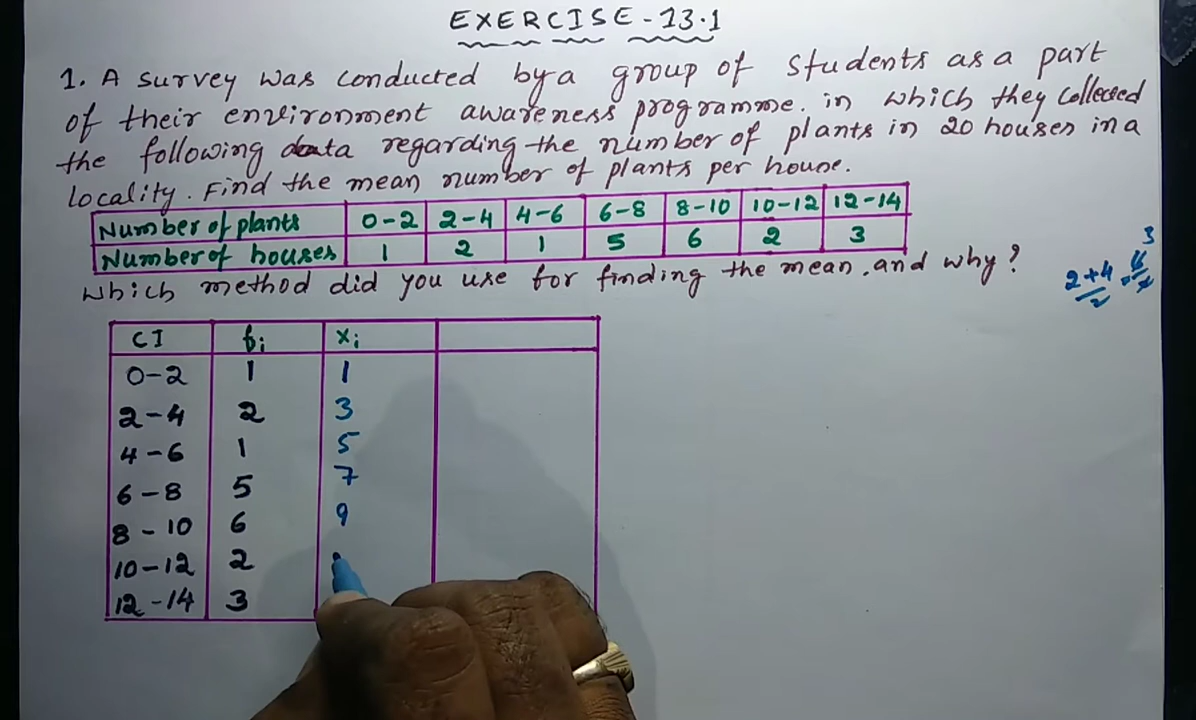 EXERCISE-13.1
1. A survey was conducted by a group of students as a part
of their environment awareness programme. in which they collected
the following data regarding the number of plants in 20 houses in a
locality. Find the mean number of plants per house.
Number of plants 0-2 2-4 4-6 6-8 8-10 10-12 12-14
Number of houses 1 2 1 5 6 2 3
which method did you use for finding the mean, and why?
CI fi xi
0-2 1 1
2-4 2 3
4-6 1 5
6-8 5 7
8-10 6 9
10-12 2
12-14 3
3
2+4
2